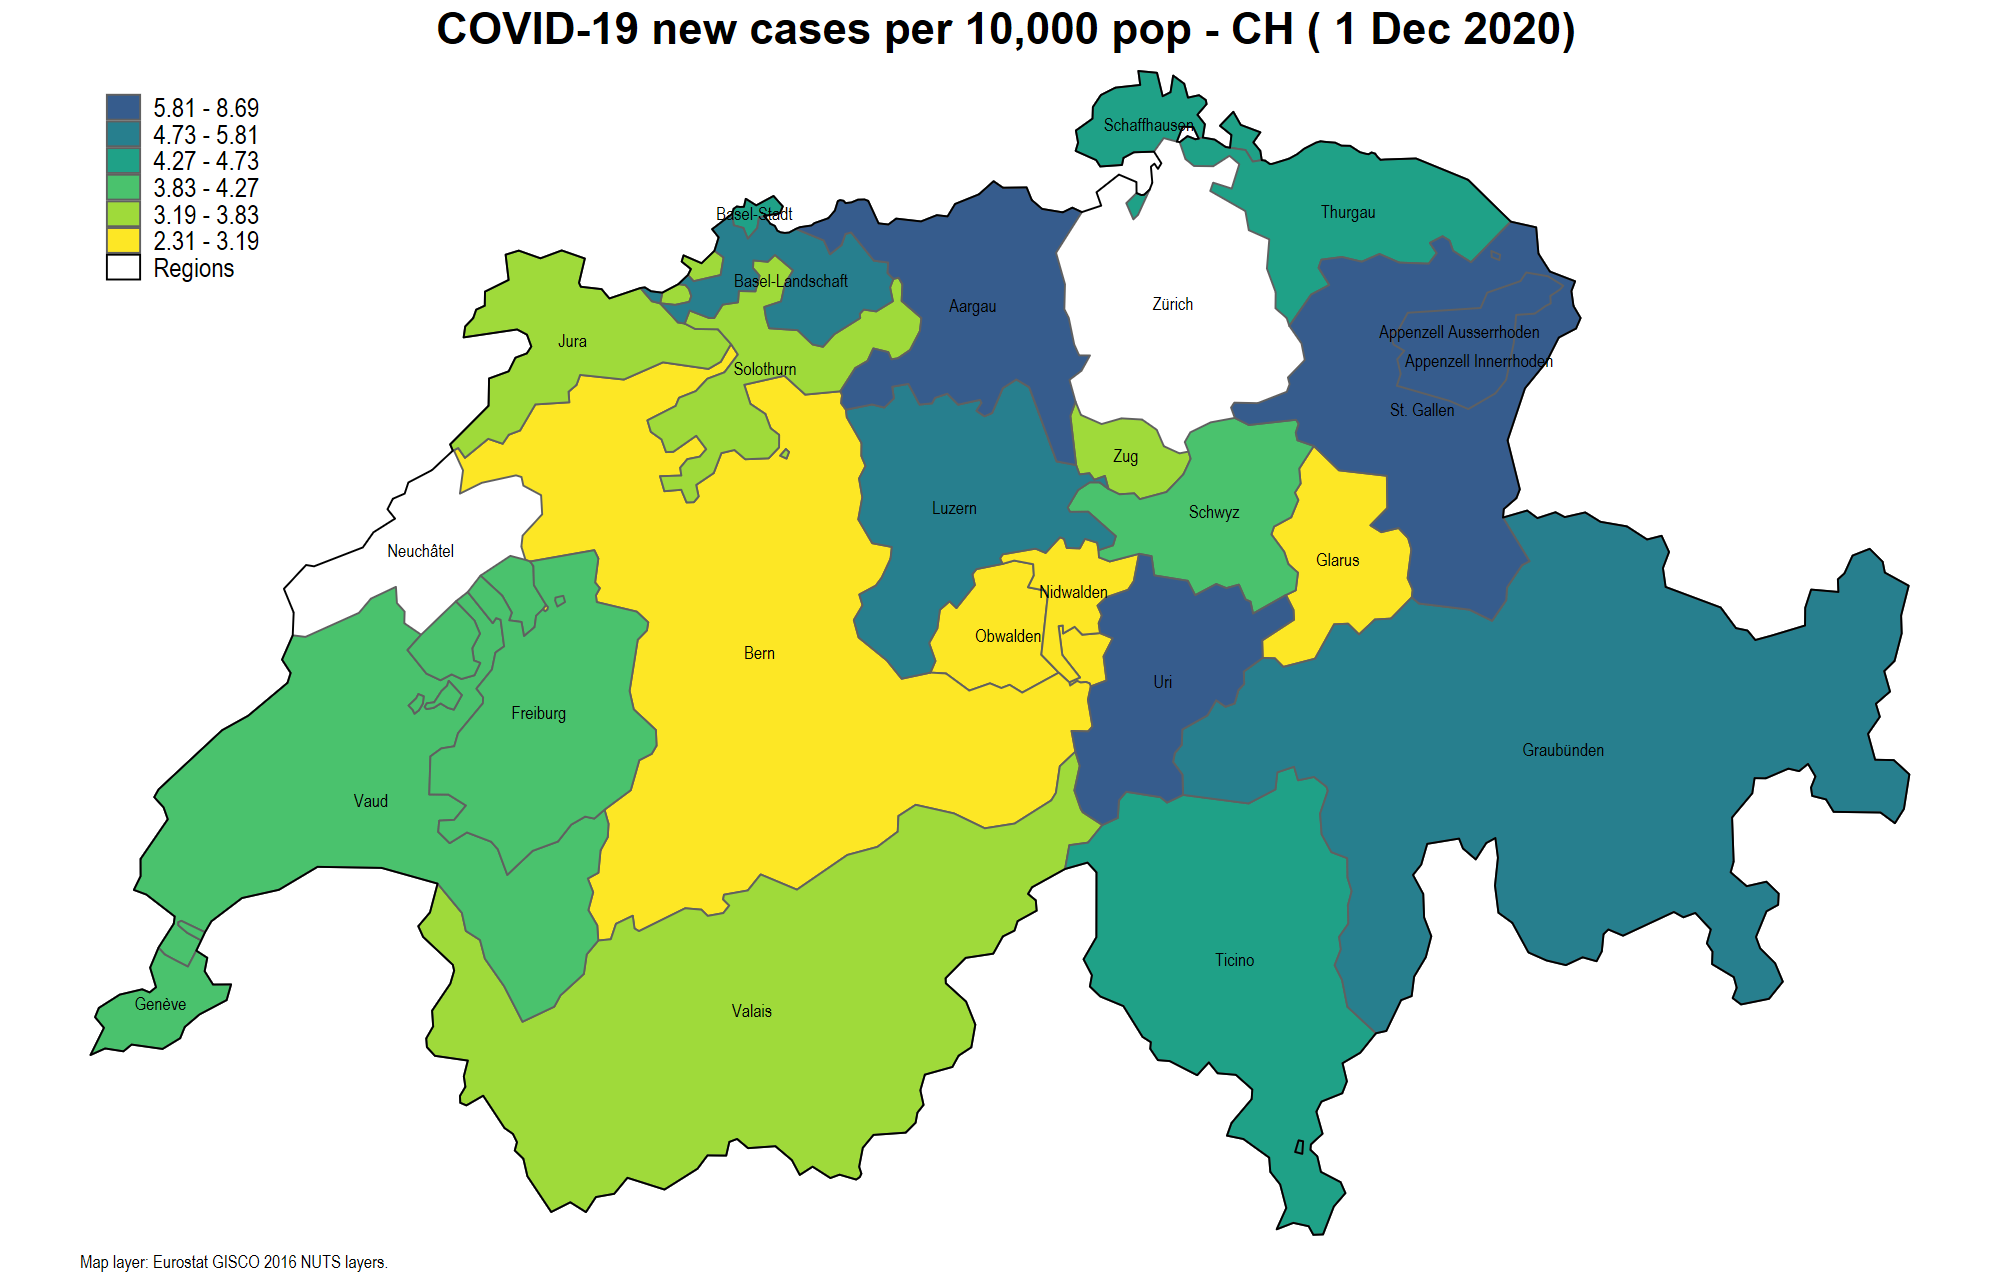 COVID-19 new cases per 10,000 pop - CH ( 1 Dec 2020)
5.81 - 8.69
4.73 - 5.81
4.27 - 4.73
3.83 - 4.27
3.19 - 3.83
2.31 - 3.19
Regions
Schaffhausen
Basel-Stadt
Thurgau
Basel-Landschaft
Aargau
Zürich
Appenzell Ausserrhoden
Jura
Appenzell Innerrhoden
Solothurn
St. Gallen
Zug
Luzern
Schwyz
Neuchâtel
Glarus
Nidwalden
Obwalden
Bern
Uri
Freiburg
Graubünden
Vaud
Ticino
Genève
Valais
Map layer: Eurostat GISCO 2016 NUTS layers.